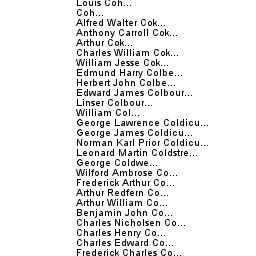 Louis Coh...
Coh...
Alfred Walter Cok...
Anthony Carroll Cok...
Arthur Cok...
Charles William Cok...
William Jesse Cok...
Edmund Harry Colbe...
Herbert John Colbe...
Edward James Colbour...
Linser Colbour...
William Col...
George Lawrence Coldicu...
George James Coldicu...
Norman Karl Prior Coldicu...
Leonard Martin Coldstre...
George Coldwe...
Wilford Ambrose Co...
Frederick Arthur Co...
Arthur Redfern Co...
Arthur William Co...
Benjamin John Co...
Charles Nicholsen Co...
Charles Henry Co...
Charles Edward Co...
Frederick Charles Co...